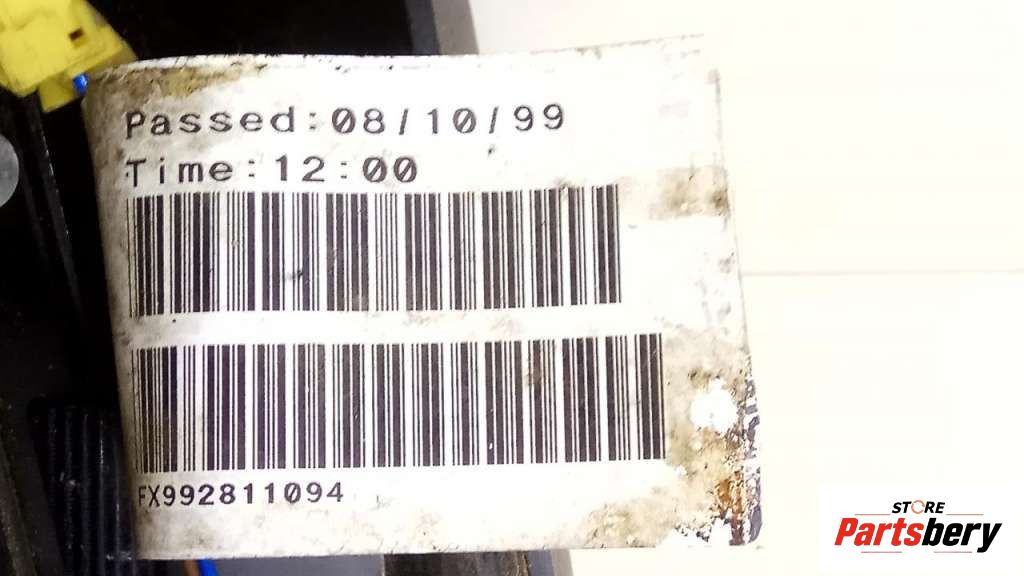 Passed:08/10/99
Time:12:00
FX992811094
STORE
Partsbery